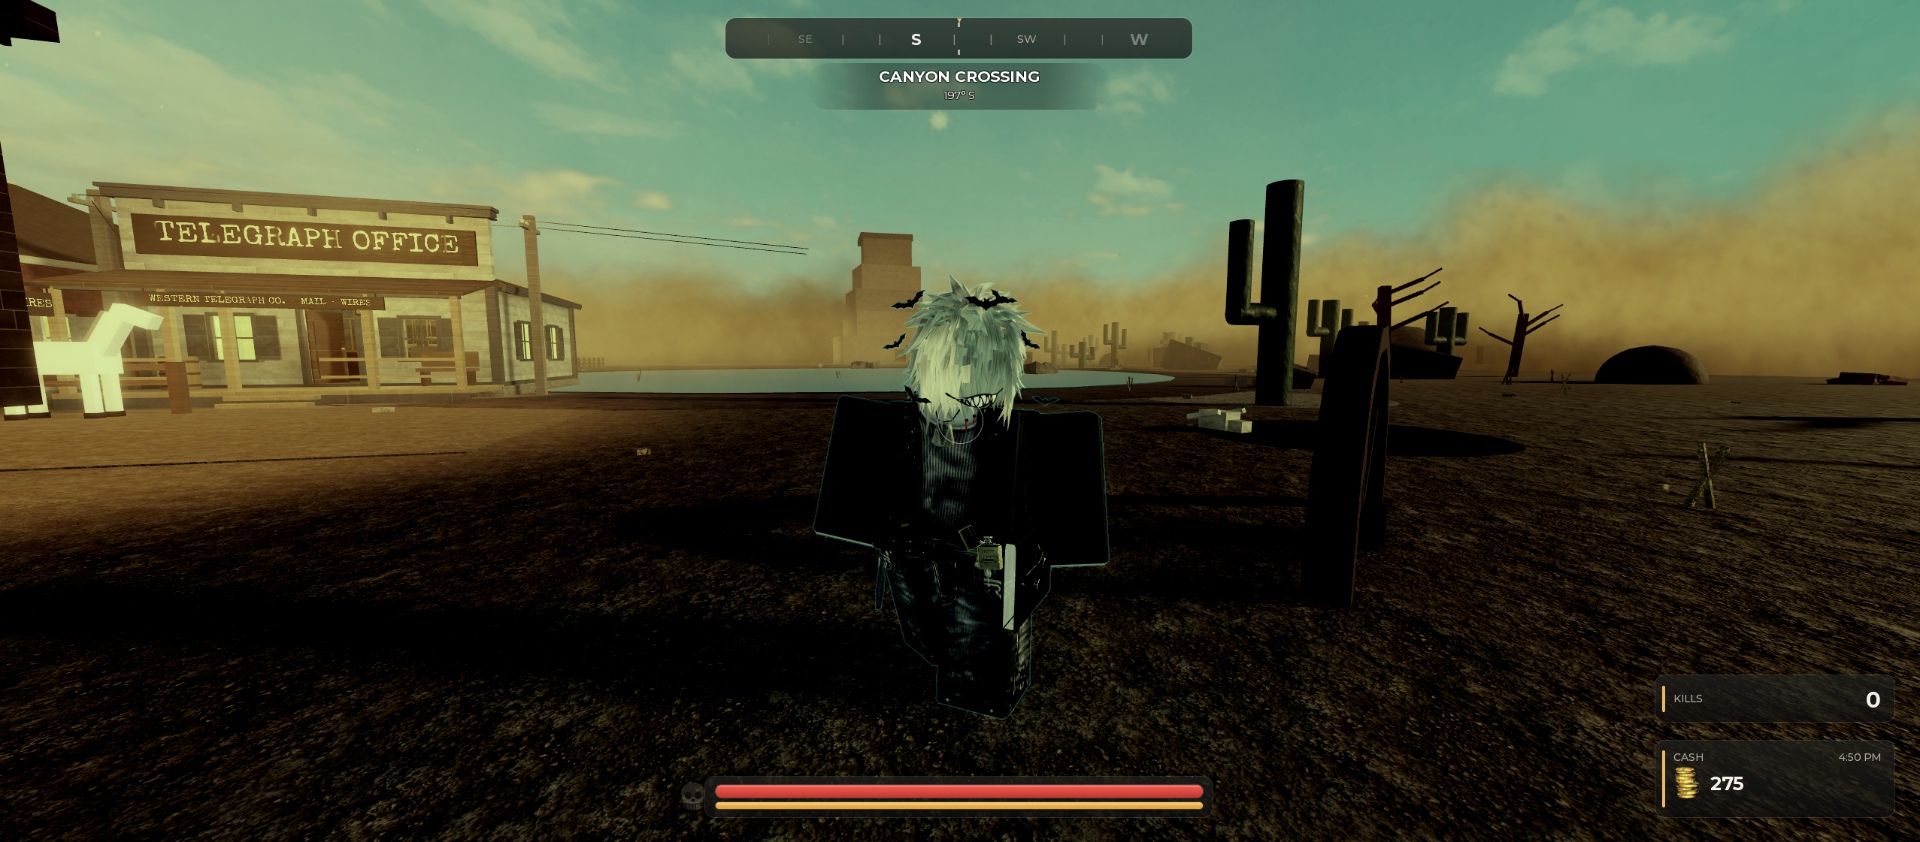 SE S SW W
CANYON CROSSING
197° S
TELEGRAPH OFFICE
WESTERN TELEGRAPH CO. MAIL - WIRES
KILLS 0
CASH 4:50 PM
275